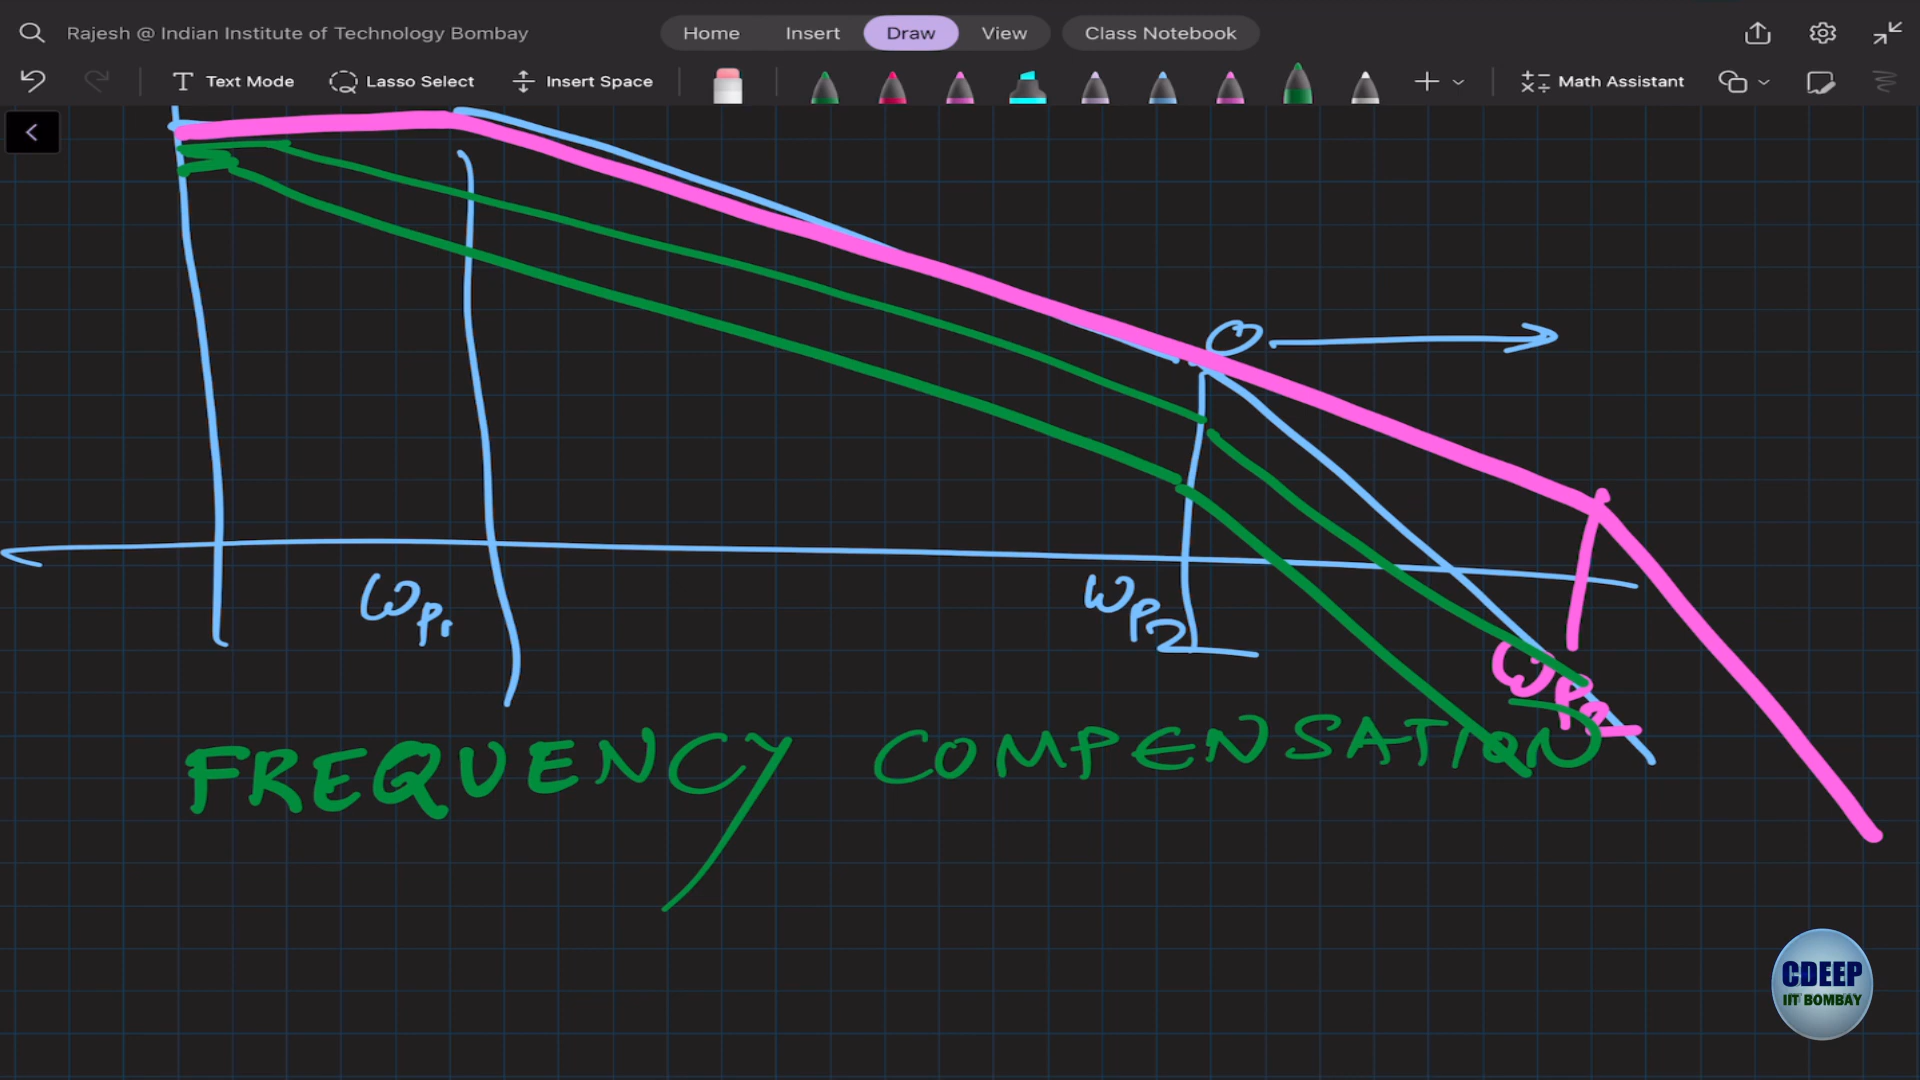 Rajesh @ Indian Institute of Technology Bombay
Home Insert Draw View Class Notebook
Text Mode Lasso Select Insert Space Math Assistant
ωp1 ωp2
ωp2
FREQUENCY COMPENSATION
CDEEP
IIT BOMBAY